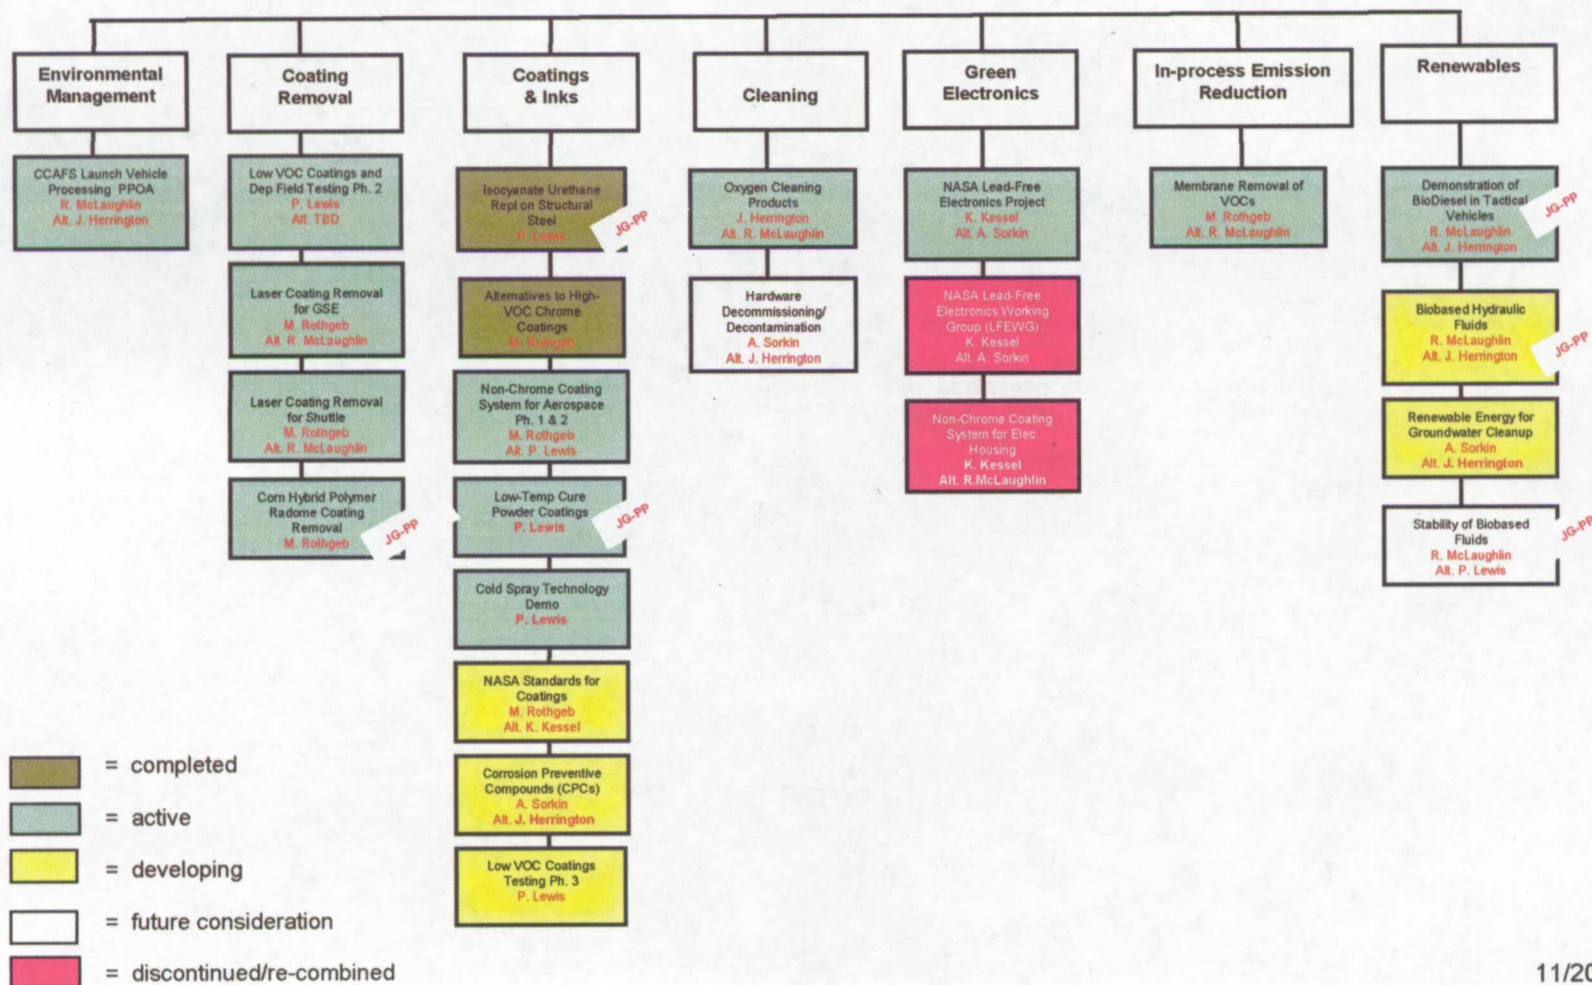 Environmental
Management
CCAFS Launch Vehicle
Processing PPOA
R. McLaughlin
Alt. J. Herrington
Coating
Removal
Low VOC Coatings and
Dep Field Testing Ph. 2
P. Lewis
Alt. TBD
Laser Coating Removal
for GSE
M. Rothgeb
Alt. R. McLaughlin
Laser Coating Removal
for Shuttle
M. Rothgeb
Alt. R. McLaughlin
Corn Hybrid Polymer
Radome Coating
Removal
M. Rothgeb
JG-PP
Coatings
& Inks
Isocyanate Urethane
Repl on Structural
Steel
P. Lewis
JG-PP
Alternatives to High-
VOC Chrome
Coatings
M. Rothgeb
Non-Chrome Coating
System for Aerospace
Ph. 1 & 2
M. Rothgeb
Alt. P. Lewis
Low-Temp Cure
Powder Coatings
P. Lewis
JG-PP
Cold Spray Technology
Demo
P. Lewis
NASA Standards for
Coatings
M. Rothgeb
Alt. K. Kessel
Corrosion Preventive
Compounds (CPCs)
A. Sorkin
Alt. J. Herrington
Low VOC Coatings
Testing Ph. 3
P. Lewis
Cleaning
Oxygen Cleaning
Products
J. Herrington
Alt. R. McLaughlin
Hardware
Decommissioning/
Decontamination
A. Sorkin
Alt. J. Herrington
Green
Electronics
NASA Lead-Free
Electronics Project
K. Kessel
Alt. A. Sorkin
NASA Lead-Free
Electronics Working
Group (LFEWG)
K. Kessel
Alt. A. Sorkin
Non-Chrome Coating
System for Elec
Housing
K. Kessel
Alt. R.McLaughlin
In-process Emission
Reduction
Membrane Removal of
VOCs
M. Rothgeb
Alt. R. McLaughlin
Renewables
Demonstration of
BioDiesel in Tactical
Vehicles
R. McLaughlin
Alt. J. Herrington
JG-PP
Biobased Hydraulic
Fluids
R. McLaughlin
Alt. J. Herrington
JG-PP
Renewable Energy for
Groundwater Cleanup
A. Sorkin
Alt. J. Herrington
Stability of Biobased
Fluids
R. McLaughlin
Alt. P. Lewis
JG-PP
= completed
= active
= developing
= future consideration
= discontinued/re-combined
11/20